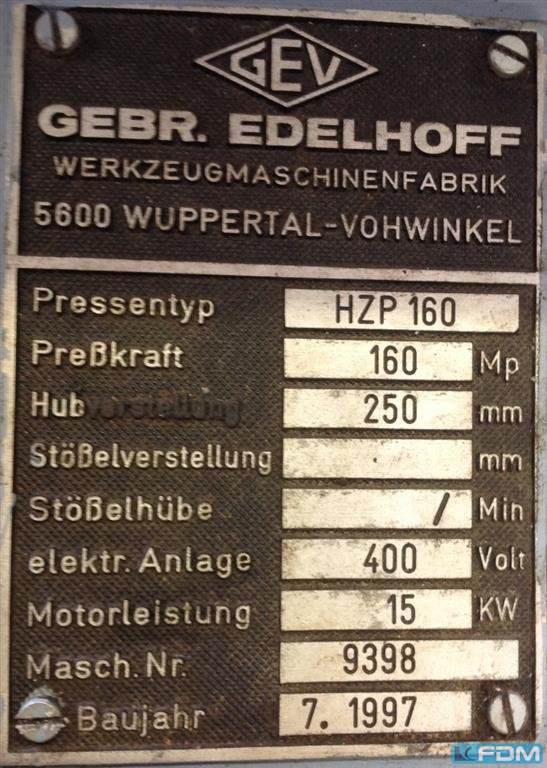 GEV
GEBR. EDELHOFF
WERKZEUGMASCHINENFABRIK
5600 WUPPERTAL-VOHWINKEL
Pressentyp HZP 160
Preßkraft 160 Mp
Hubverstellung 250 mm
Stößelverstellung mm
Stößelhübe / Min
elektr. Anlage 400 Volt
Motorleistung 15 KW
Masch. Nr. 9398
Baujahr 7. 1997
FDM